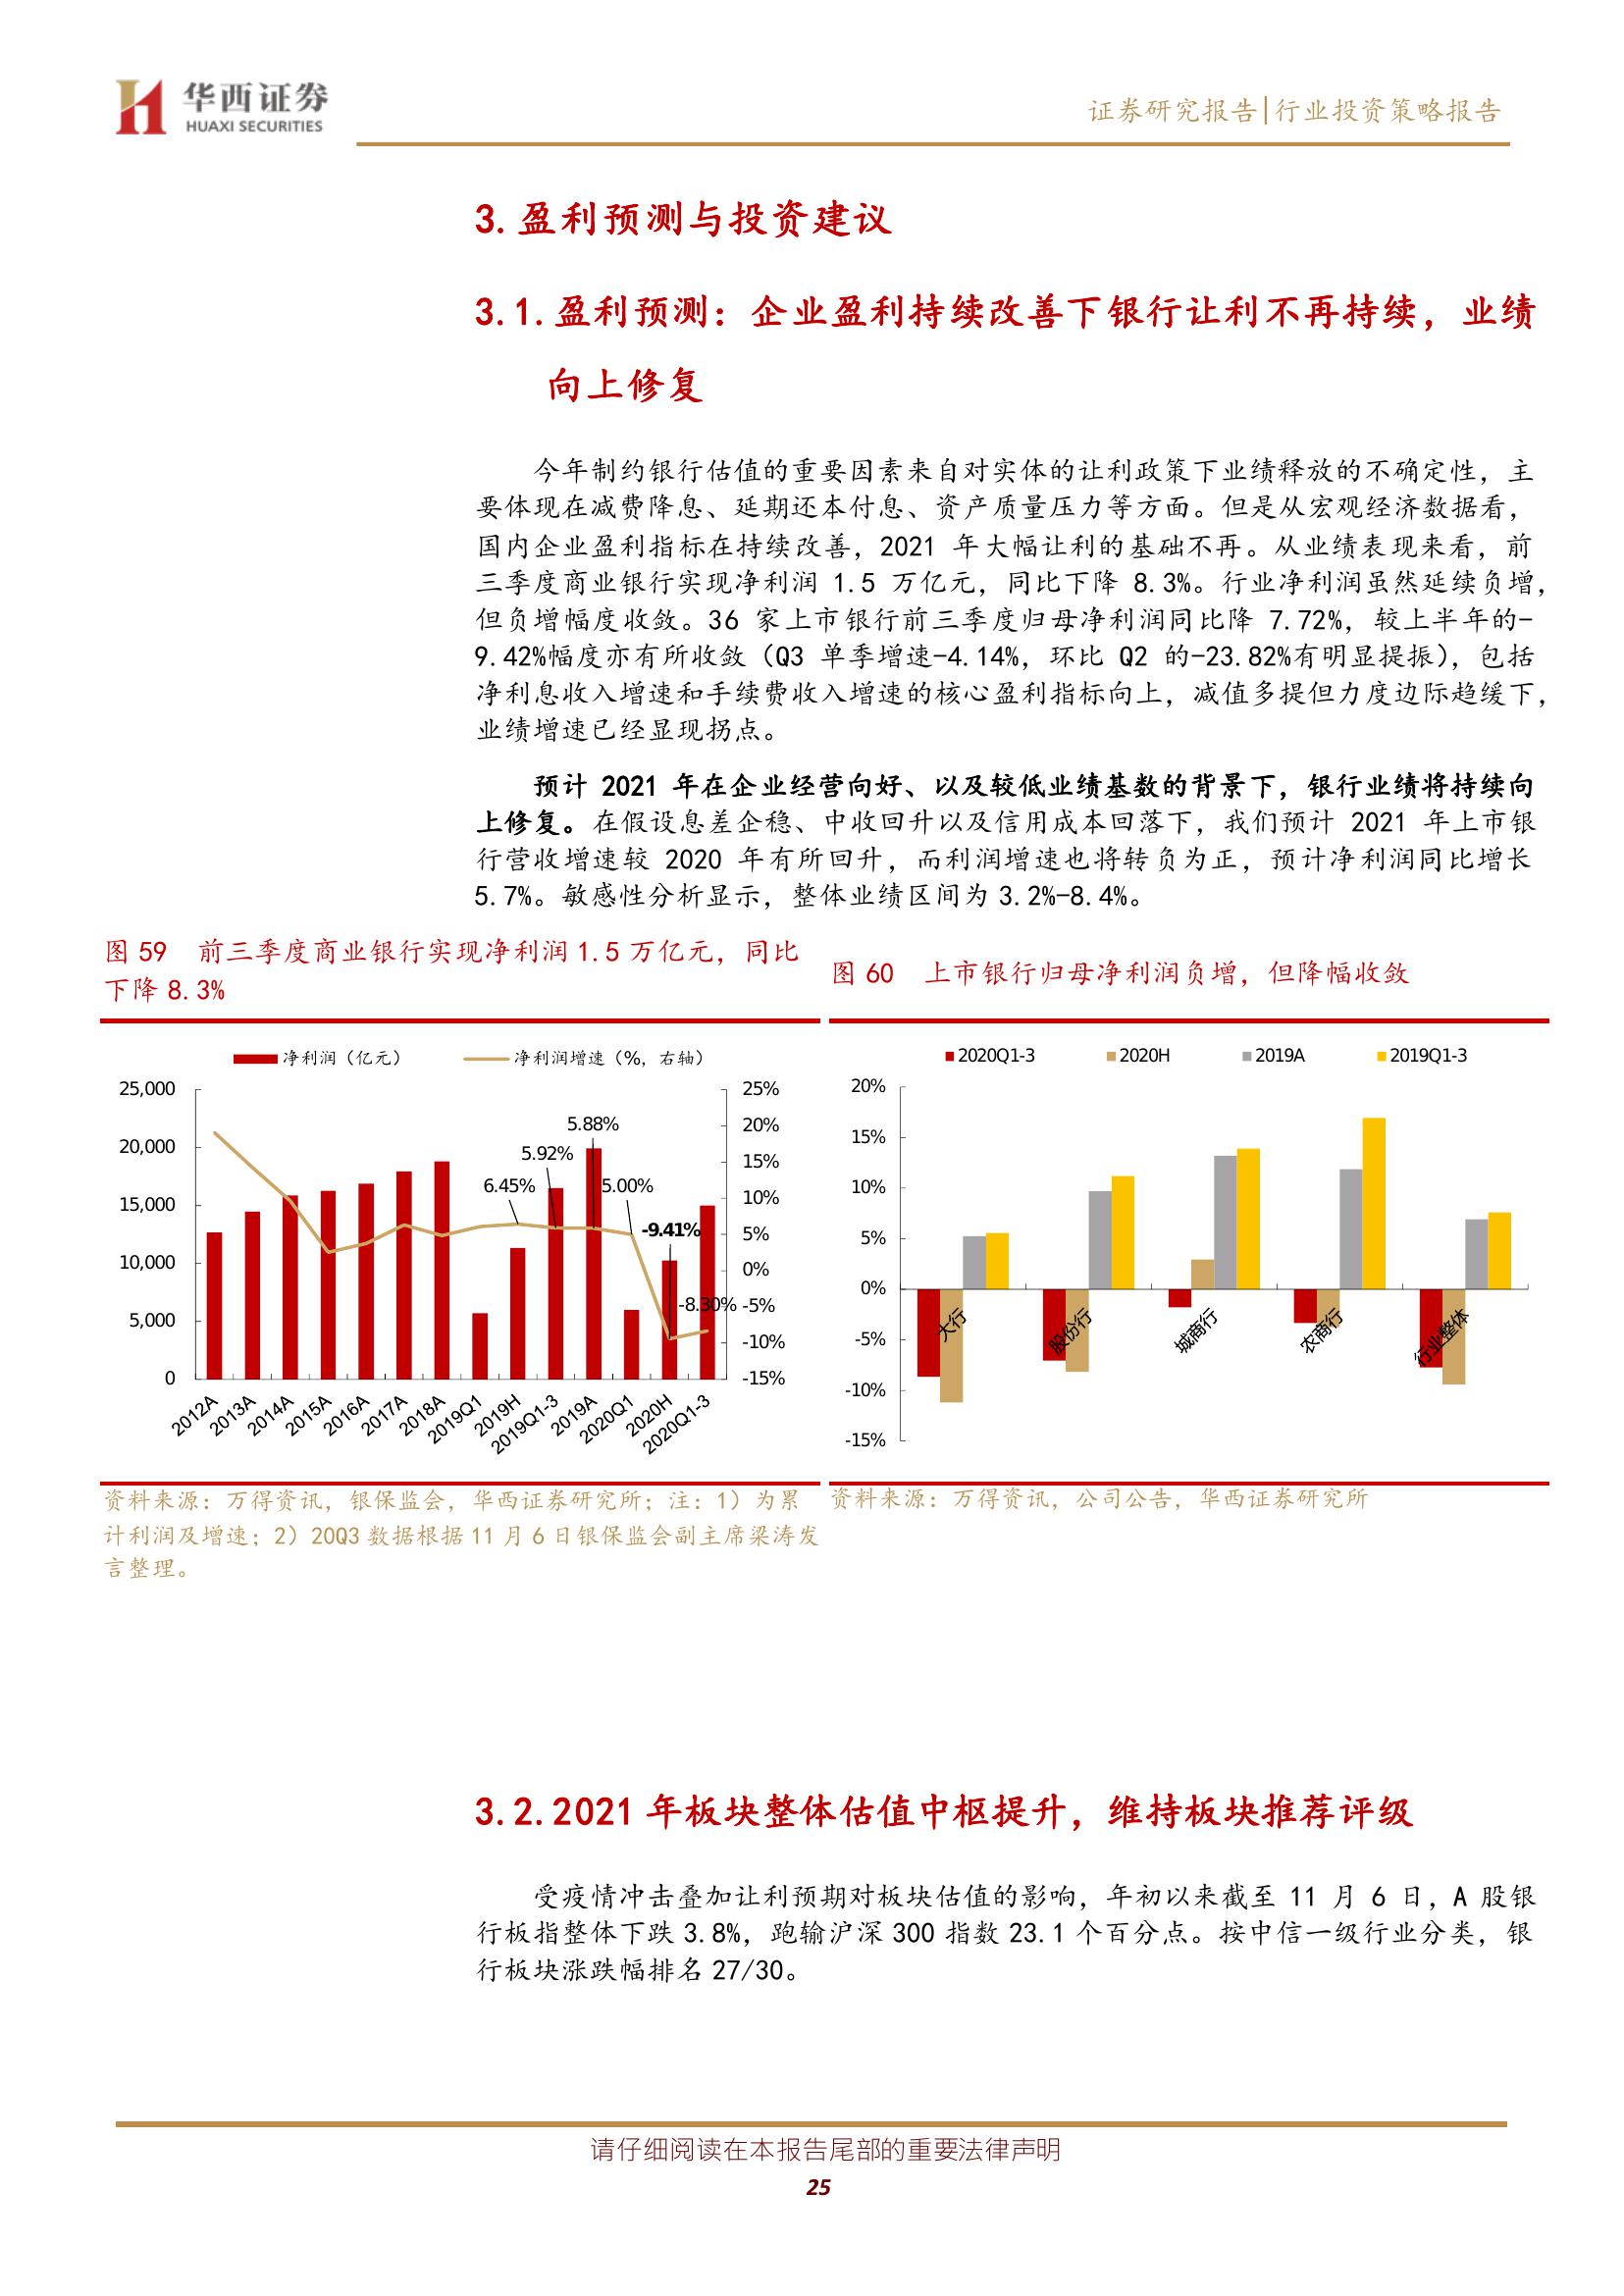 华西证券
HUAXI SECURITIES
证券研究报告|行业投资策略报告
3.盈利预测与投资建议
3.1.盈利预测：企业盈利持续改善下银行让利不再持续，业绩
向上修复
今年制约银行估值的重要因素来自对实体的让利政策下业绩释放的不确定性，主
要体现在减费降息、延期还本付息、资产质量压力等方面。但是从宏观经济数据看，
国内企业盈利指标在持续改善，2021 年大幅让利的基础不再。从业绩表现来看，前
三季度商业银行实现净利润 1.5 万亿元，同比下降 8.3%。行业净利润虽然延续负增，
但负增幅度收敛。36 家上市银行前三季度归母净利润同比降 7.72%，较上半年的-
9.42%幅度亦有所收敛（Q3 单季增速-4.14%，环比 Q2 的-23.82%有明显提振），包括
净利息收入增速和手续费收入增速的核心盈利指标向上，减值多提但力度边际趋缓下，
业绩增速已经显现拐点。
预计 2021 年在企业经营向好、以及较低业绩基数的背景下，银行业绩将持续向
上修复。在假设息差企稳、中收回升以及信用成本回落下，我们预计 2021 年上市银
行营收增速较 2020 年有所回升，而利润增速也将转负为正，预计净利润同比增长
5.7%。敏感性分析显示，整体业绩区间为 3.2%-8.4%。
图 59 前三季度商业银行实现净利润 1.5 万亿元，同比
下降 8.3%
净利润（亿元） 净利润增速（%，右轴）
25,000
20,000
15,000
10,000
5,000
0
25%
20%
15%
10%
5%
0%
-5%
-10%
-15%
6.45%
5.92%
5.88%
5.00%
-9.41%
-8.30%
2012A
2013A
2014A
2015A
2016A
2017A
2018A
2019Q1
2019H
2019Q1-3
2019A
2020Q1
2020H
2020Q1-3
资料来源：万得资讯，银保监会，华西证券研究所；注：1）为累
计利润及增速；2）20Q3 数据根据 11 月 6 日银保监会副主席梁涛发
言整理。
图 60 上市银行归母净利润负增，但降幅收敛
2020Q1-3 2020H 2019A 2019Q1-3
20%
15%
10%
5%
0%
-5%
-10%
-15%
大行
股份行
城商行
农商行
行业整体
资料来源：万得资讯，公司公告，华西证券研究所
3.2.2021 年板块整体估值中枢提升，维持板块推荐评级
受疫情冲击叠加让利预期对板块估值的影响，年初以来截至 11 月 6 日，A 股银
行板指整体下跌 3.8%，跑输沪深 300 指数 23.1 个百分点。按中信一级行业分类，银
行板块涨跌幅排名 27/30。
请仔细阅读在本报告尾部的重要法律声明
25